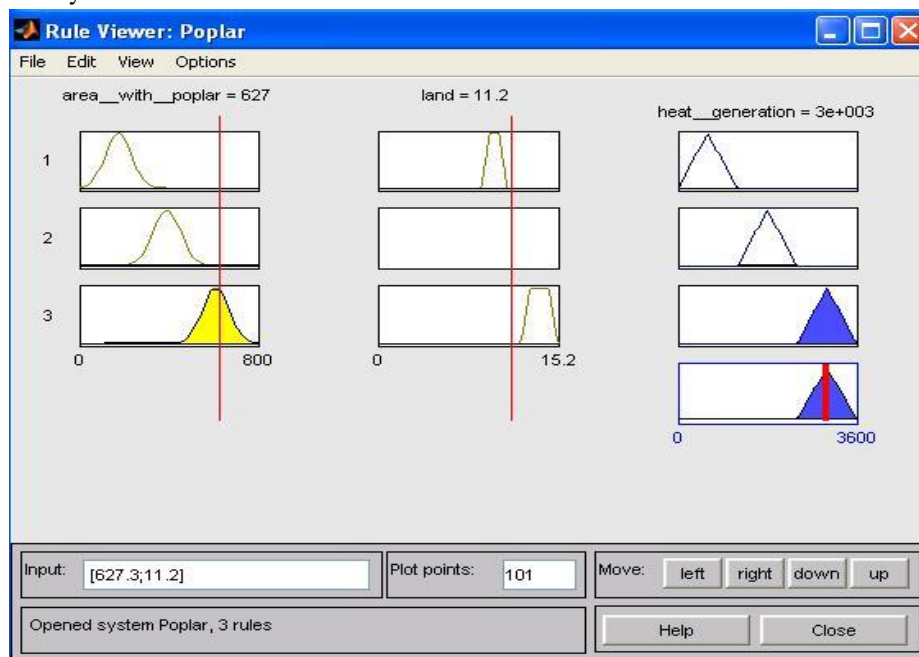 Rule Viewer: Poplar
File Edit View Options
area__with__poplar = 627
land = 11.2
heat__generation = 3e+003
1
2
3
0 800
0 15.2
0 3600
Input: [627.3;11.2]
Plot points: 101
Move: left right down up
Opened system Poplar, 3 rules
Help Close